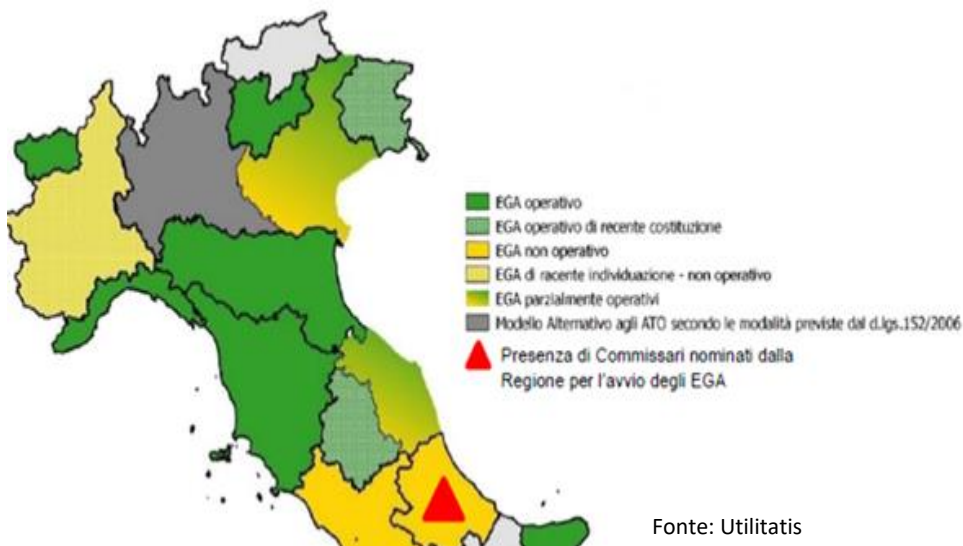 EGA operativo
EGA operativo di recente costituzione
EGA non operativo
EGA di racente individuazione - non operativo
EGA parzialmente operativi
Modello Alternativo agli ATO secondo le modalità previste dal d.lgs.152/2006
Presenza di Commissari nominati dalla
Regione per l'avvio degli EGA
Fonte: Utilitatis